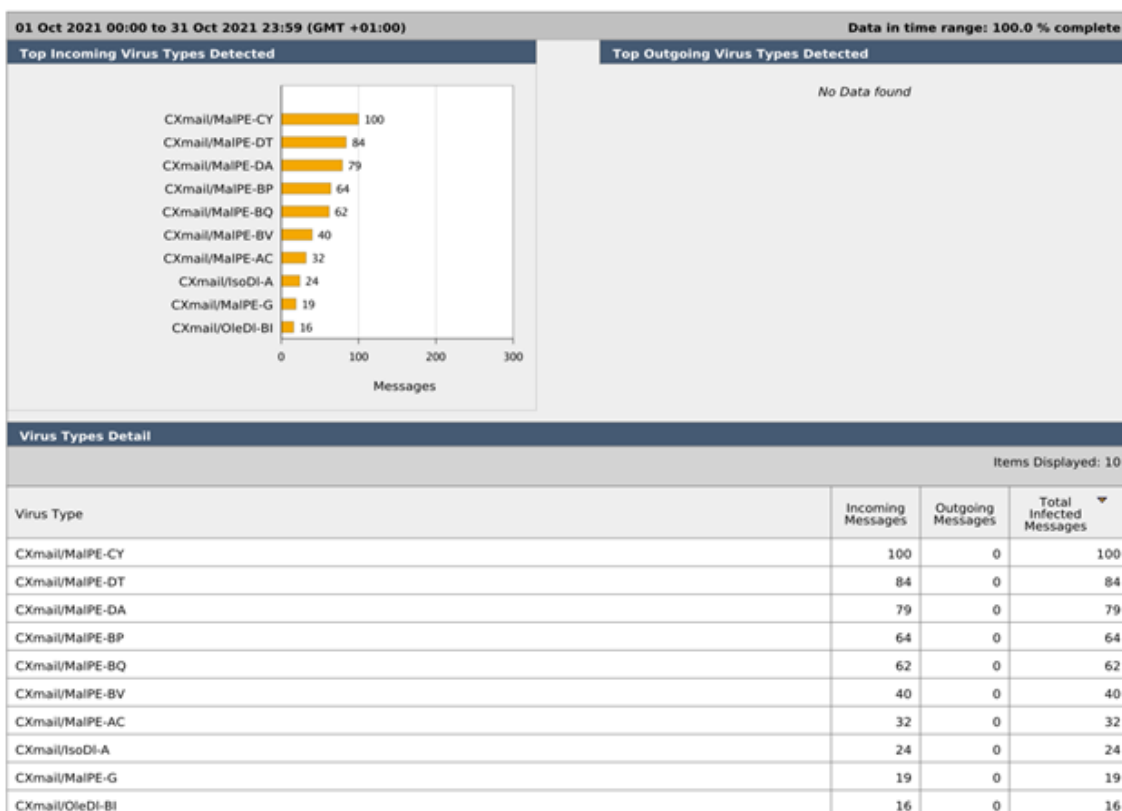 01 Oct 2021 00:00 to 31 Oct 2021 23:59 (GMT +01:00) Data in time range: 100.0 % complete
Top Incoming Virus Types Detected
CXmail/MalPE-CY 100
CXmail/MalPE-DT 84
CXmail/MalPE-DA 79
CXmail/MalPE-BP 64
CXmail/MalPE-BQ 62
CXmail/MalPE-BV 40
CXmail/MalPE-AC 32
CXmail/IsoDl-A 24
CXmail/MalPE-G 19
CXmail/OleDl-BI 16
0 100 200 300
Messages
Top Outgoing Virus Types Detected
No Data found
Virus Types Detail
Items Displayed: 10
Virus Type Incoming Messages Outgoing Messages Total Infected Messages
CXmail/MalPE-CY 100 0 100
CXmail/MalPE-DT 84 0 84
CXmail/MalPE-DA 79 0 79
CXmail/MalPE-BP 64 0 64
CXmail/MalPE-BQ 62 0 62
CXmail/MalPE-BV 40 0 40
CXmail/MalPE-AC 32 0 32
CXmail/IsoDl-A 24 0 24
CXmail/MalPE-G 19 0 19
CXmail/OleDl-BI 16 0 16